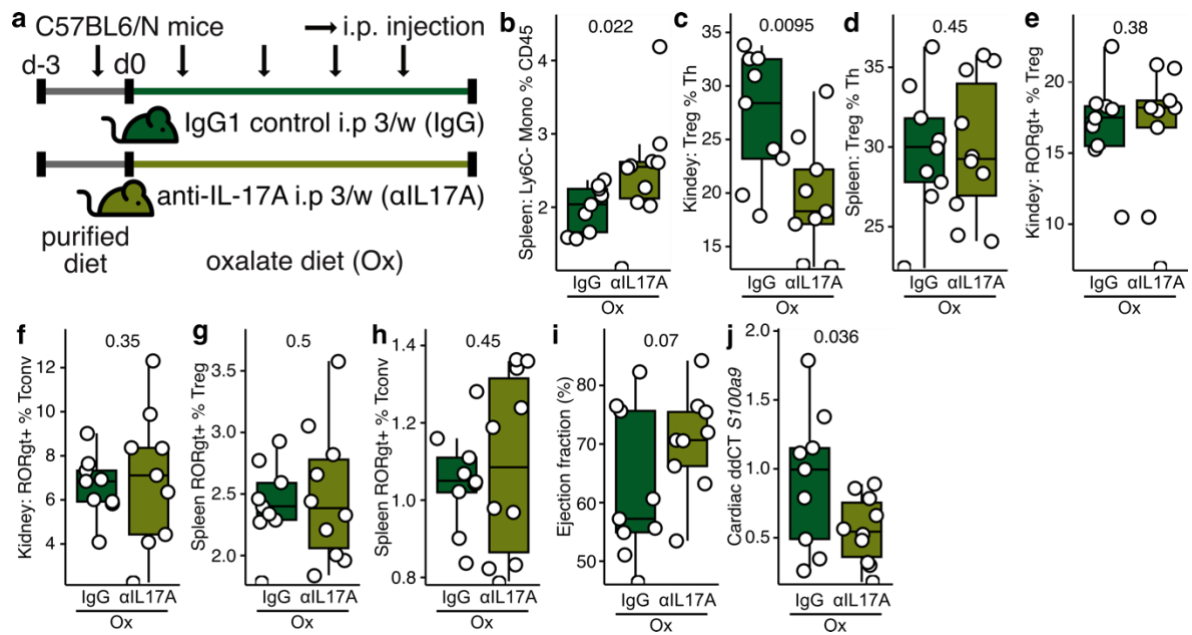 a
C57BL6/N mice
i.p. injection
d-3
d0
IgG1 control i.p 3/w (IgG)
anti-IL-17A i.p 3/w (αIL17A)
purified
diet
oxalate diet (Ox)
b
0.022
Spleen: Ly6C- Mono % CD45
4
3
2
IgG αIL17A
Ox
c
0.0095
Kindey: Treg % Th
35
30
25
20
15
IgG αIL17A
Ox
d
0.45
Spleen: Treg % Th
35
30
25
IgG αIL17A
Ox
e
0.38
Kindey: RORgt+ % Treg
20
15
10
IgG αIL17A
Ox
f
0.35
Kidney: RORgt+ % Tconv
12
10
8
6
4
IgG αIL17A
Ox
g
0.5
Spleen RORgt+ % Treg
3.5
3.0
2.5
2.0
IgG αIL17A
Ox
h
0.45
Spleen RORgt+ % Tconv
1.4
1.2
1.0
0.8
IgG αIL17A
Ox
i
0.07
Ejection fraction (%)
80
70
60
50
IgG αIL17A
Ox
j
0.036
Cardiac ddCT S100a9
2.0
1.5
1.0
0.5
IgG αIL17A
Ox